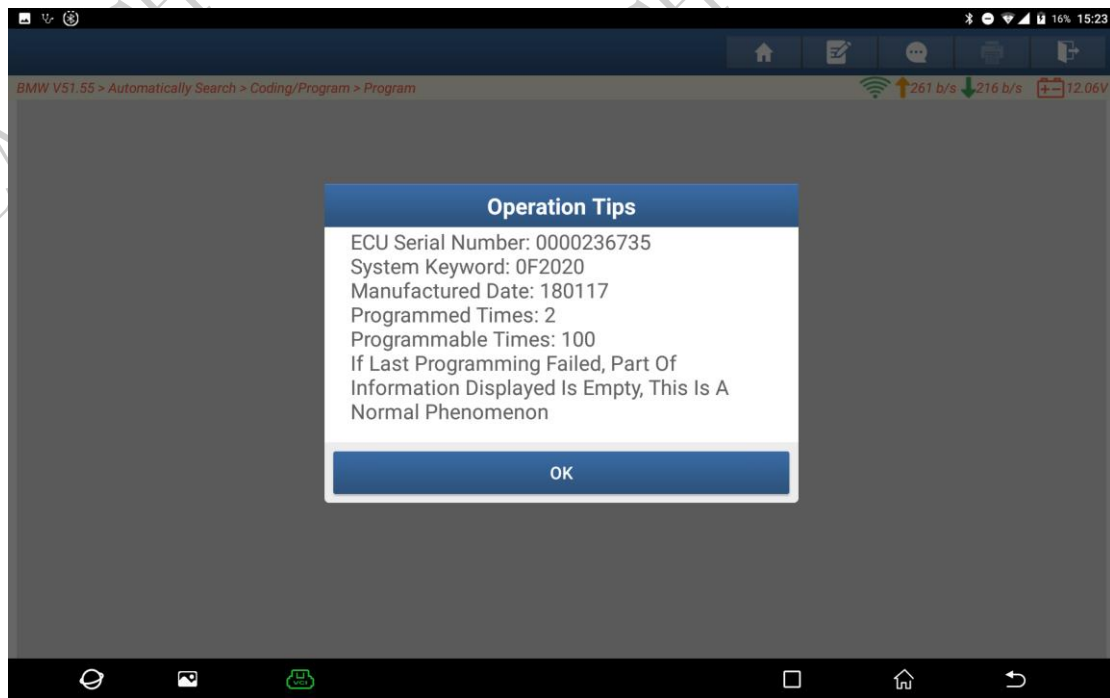 16% 15:23
BMW V51.55 > Automatically Search > Coding/Program > Program
261 b/s 216 b/s 12.06V
Operation Tips
ECU Serial Number: 0000236735
System Keyword: 0F2020
Manufactured Date: 180117
Programmed Times: 2
Programmable Times: 100
If Last Programming Failed, Part Of
Information Displayed Is Empty, This Is A
Normal Phenomenon
OK
VCI